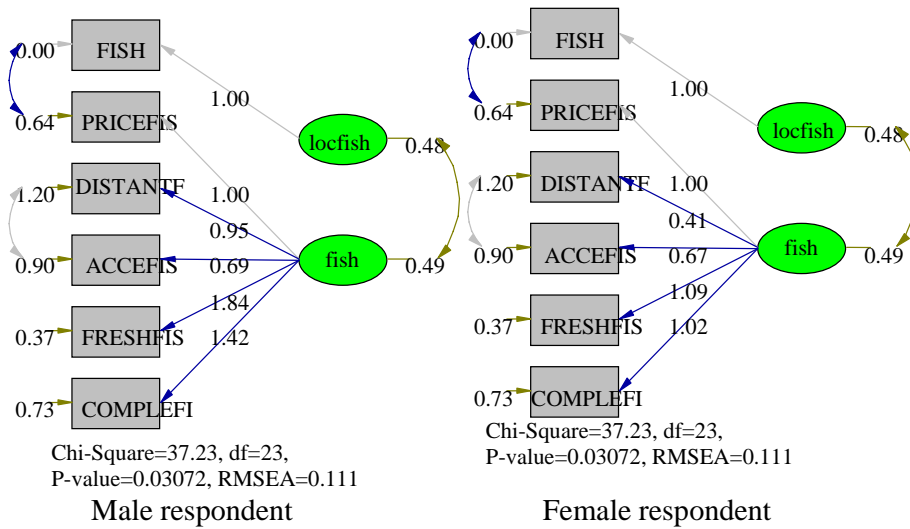 0.00 FISH
1.00
0.64 PRICEFIS
locfish 0.48
1.20 DISTANTF
1.00
0.95
0.90 ACCEFIS 0.69
fish 0.49
1.84
0.37 FRESHFIS 1.42
0.73 COMPLEFI
Chi-Square=37.23, df=23,
P-value=0.03072, RMSEA=0.111
Male respondent
0.00 FISH
1.00
0.64 PRICEFIS
locfish 0.48
1.20 DISTANTF 1.00
0.41
0.90 ACCEFIS 0.67
fish 0.49
1.09
0.37 FRESHFIS 1.02
0.73 COMPLEFI
Chi-Square=37.23, df=23,
P-value=0.03072, RMSEA=0.111
Female respondent